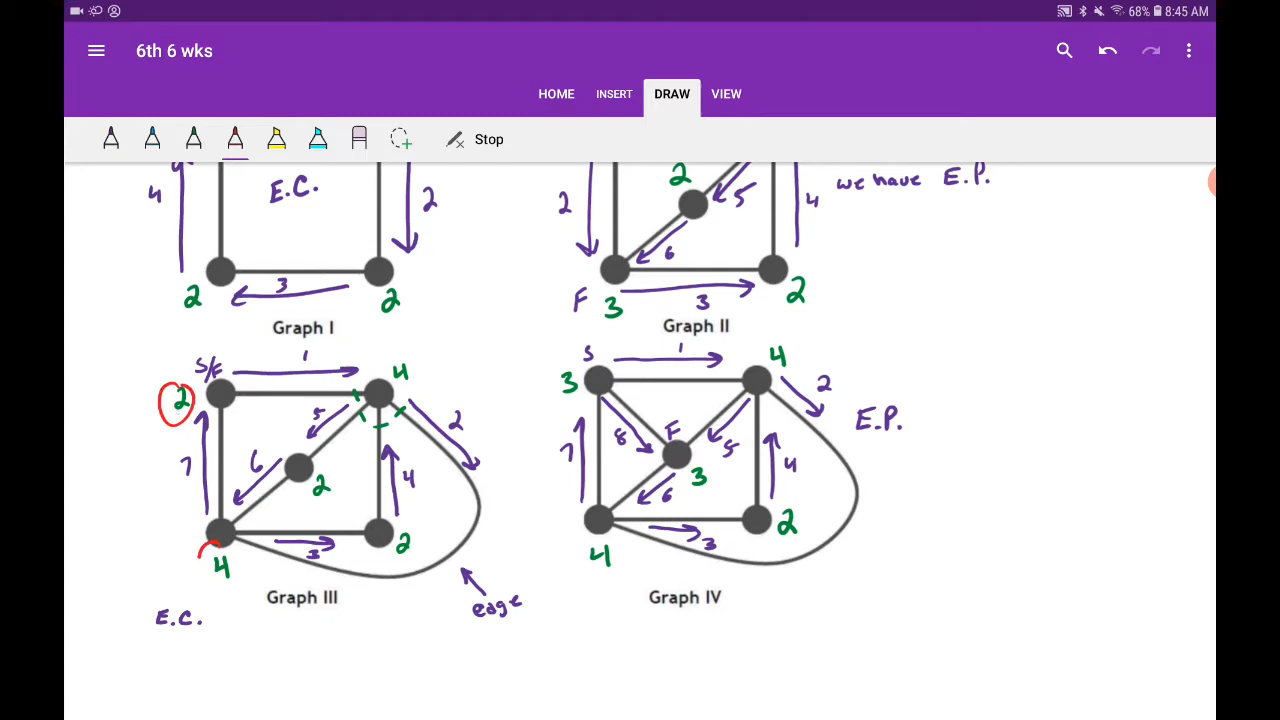 68% 8:45 AM
6th 6 wks
HOME INSERT DRAW VIEW
Stop
4 E.C. 2
2 2 5 4 we have E.P.
6
2 3 2
F 3 3 2
Graph I
Graph II
S/F 1 4
2 5 2
7 6 2 4
3 2
4
Graph III
edge
E.C.
S 1 4
3 2
F E.P.
8 5
7 3 4
6
4 3 2
Graph IV